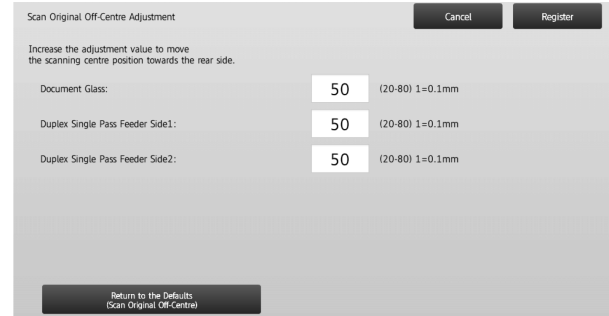 Scan Original Off-Centre Adjustment
Cancel
Register
Increase the adjustment value to move
the scanning centre position towards the rear side.
Document Glass: 50 (20-80) 1=0.1mm
Duplex Single Pass Feeder Side1: 50 (20-80) 1=0.1mm
Duplex Single Pass Feeder Side2: 50 (20-80) 1=0.1mm
Return to the Defaults
(Scan Original Off-Centre)